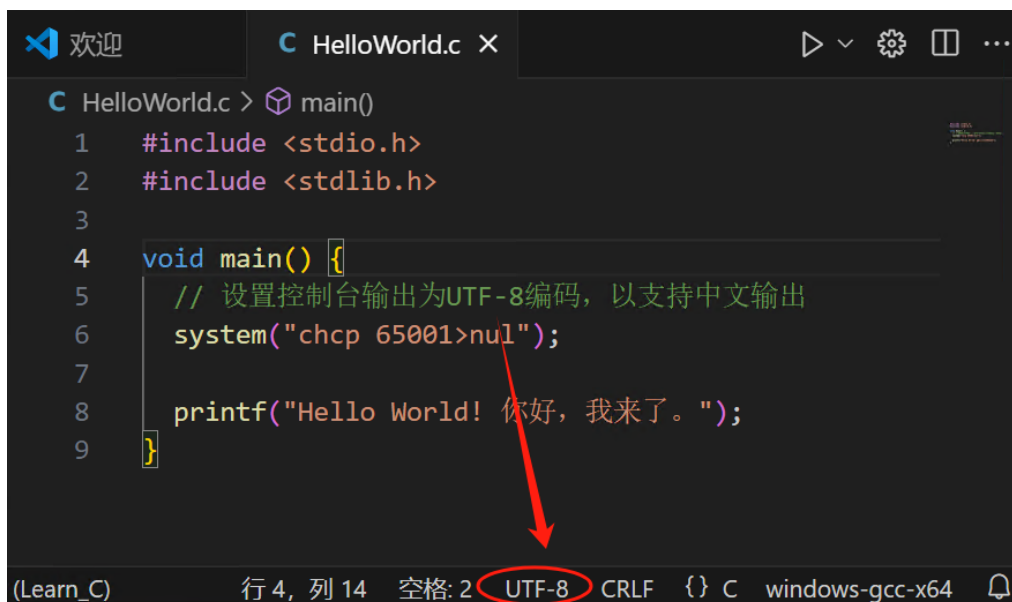 欢迎 C HelloWorld.c ×
C HelloWorld.c > main()
1 #include <stdio.h>
2 #include <stdlib.h>
3
4 void main() {
5 // 设置控制台输出为UTF-8编码，以支持中文输出
6 system("chcp 65001>nul");
7
8 printf("Hello World! 你好，我来了。");
9 }
(Learn_C) 行 4，列 14 空格: 2 UTF-8 CRLF {} C windows-gcc-x64